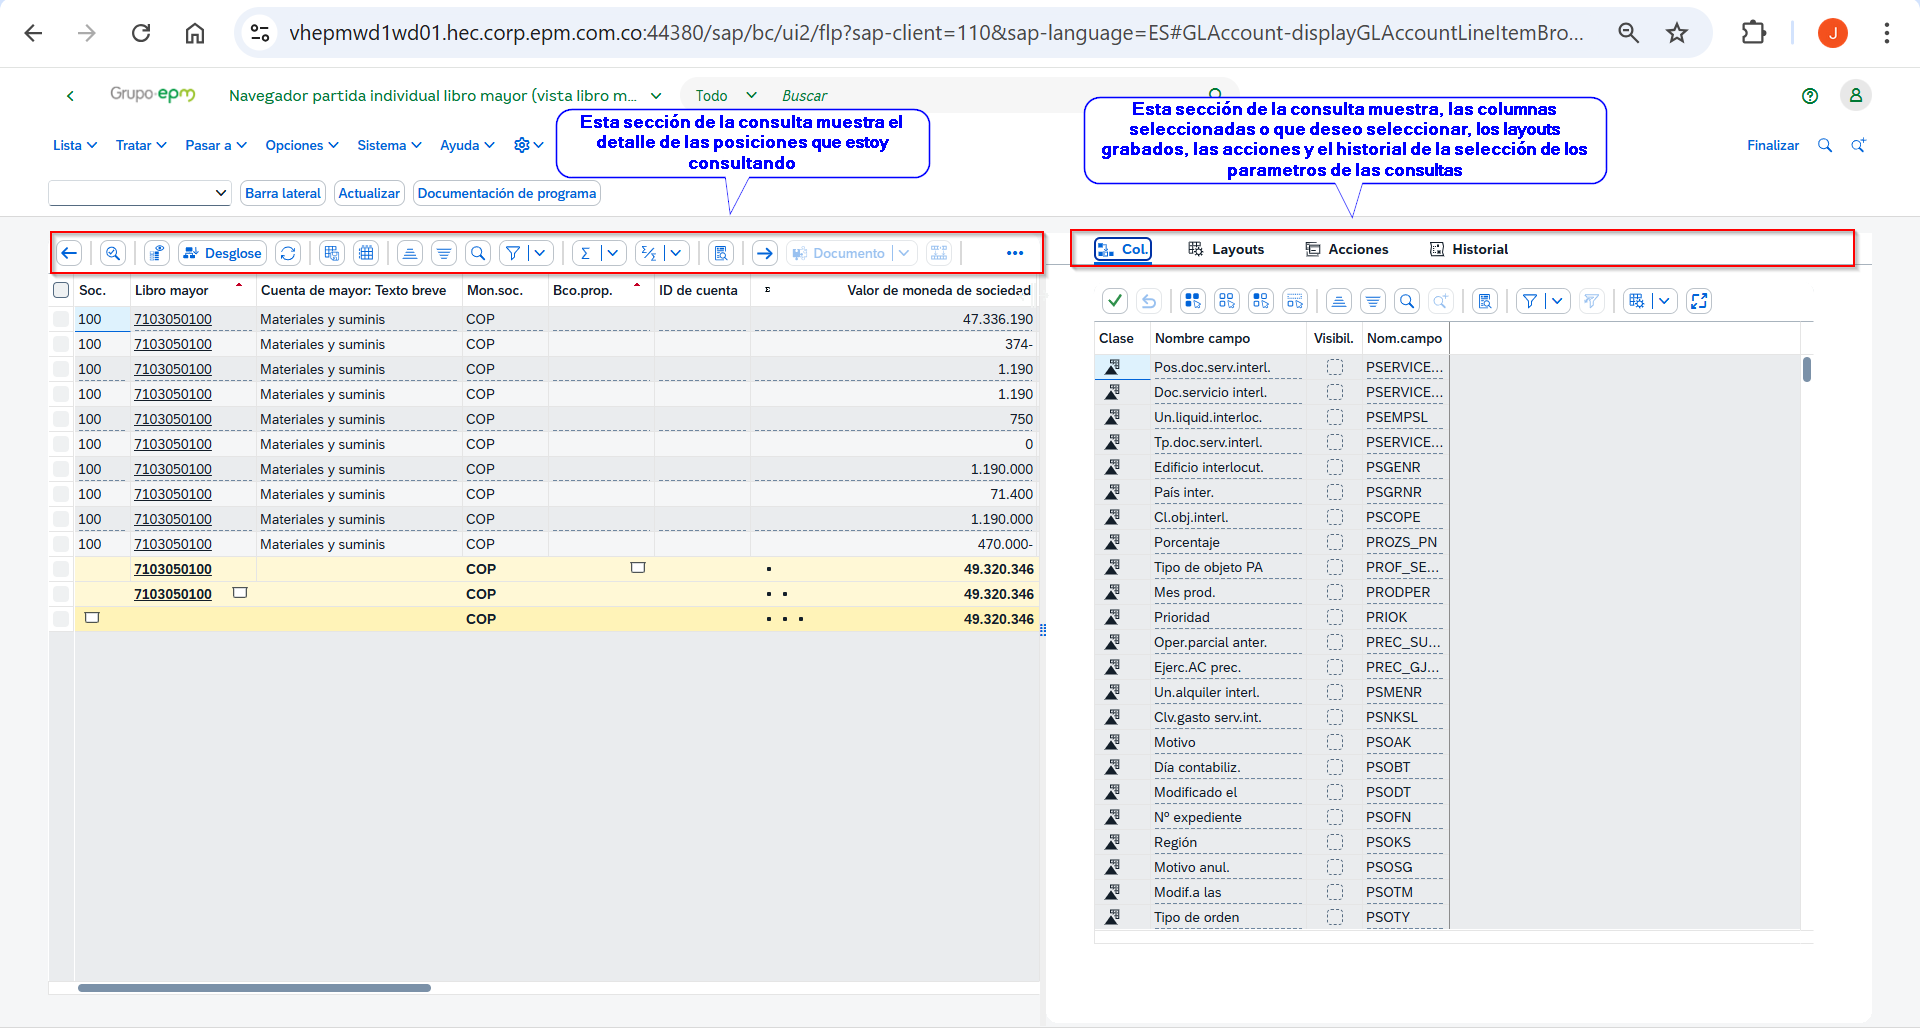 vhepmwd1wd01.hec.corp.epm.com.co:44380/sap/bc/ui2/flp?sap-client=110&sap-language=ES#GLAccount-displayGLAccountLineItemBro...
J
Grupo·epm
Navegador partida individual libro mayor (vista libro m...
Todo
Buscar
Esta sección de la consulta muestra el
detalle de las posiciones que estoy
consultando
Esta sección de la consulta muestra, las columnas
seleccionadas o que deseo seleccionar, los layouts
grabados, las acciones y el historial de la selección de los
parametros de las consultas
Lista Tratar Pasar a Opciones Sistema Ayuda
Finalizar
Barra lateral Actualizar Documentación de programa
Desglose Documento
Col. Layouts Acciones Historial
Soc. Libro mayor Cuenta de mayor: Texto breve Mon.soc. Bco.prop. ID de cuenta Σ Valor de moneda de sociedad
100 7103050100 Materiales y suminis COP 47.336.190
100 7103050100 Materiales y suminis COP 374-
100 7103050100 Materiales y suminis COP 1.190
100 7103050100 Materiales y suminis COP 1.190
100 7103050100 Materiales y suminis COP 750
100 7103050100 Materiales y suminis COP 0
100 7103050100 Materiales y suminis COP 1.190.000
100 7103050100 Materiales y suminis COP 71.400
100 7103050100 Materiales y suminis COP 1.190.000
100 7103050100 Materiales y suminis COP 470.000-
7103050100 COP 49.320.346
7103050100 COP 49.320.346
COP 49.320.346
Clase Nombre campo Visibil. Nom.campo
Pos.doc.serv.interl. PSERVICE...
Doc.servicio interl. PSERVICE...
Un.liquid.interloc. PSEMPSL
Tp.doc.serv.interl. PSERVICE...
Edificio interlocut. PSGENR
País inter. PSGRNR
Cl.obj.interl. PSCOPE
Porcentaje PROZS_PN
Tipo de objeto PA PROF_SE...
Mes prod. PRODPER
Prioridad PRIOK
Oper.parcial anter. PREC_SU...
Ejerc.AC prec. PREC_GJ...
Un.alquiler interl. PSMENR
Clv.gasto serv.int. PSNKSL
Motivo PSOAK
Día contabiliz. PSOBT
Modificado el PSODT
Nº expediente PSOFN
Región PSOKS
Motivo anul. PSOSG
Modif.a las PSOTM
Tipo de orden PSOTY